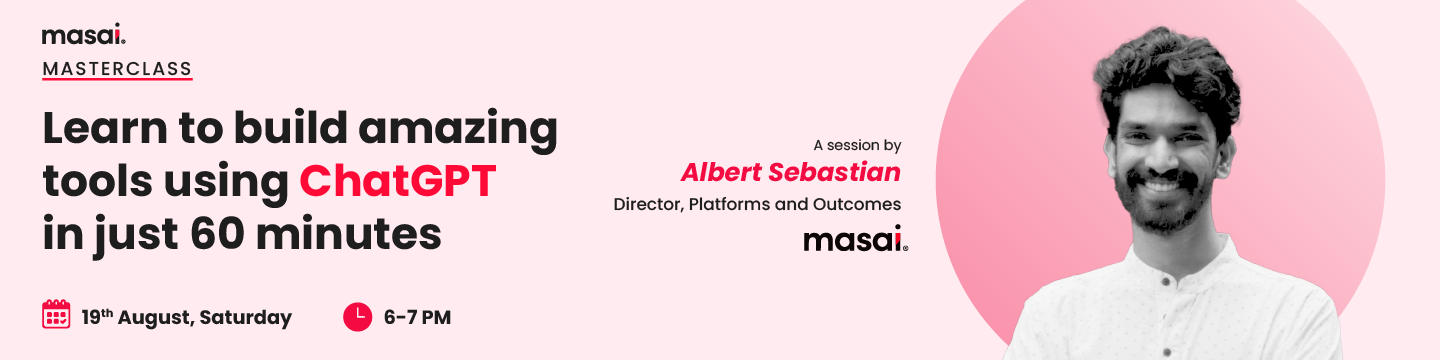 masai.
MASTERCLASS
Learn to build amazing
tools using ChatGPT
in just 60 minutes
19th August, Saturday
6-7 PM
A session by
Albert Sebastian
Director, Platforms and Outcomes
masai.